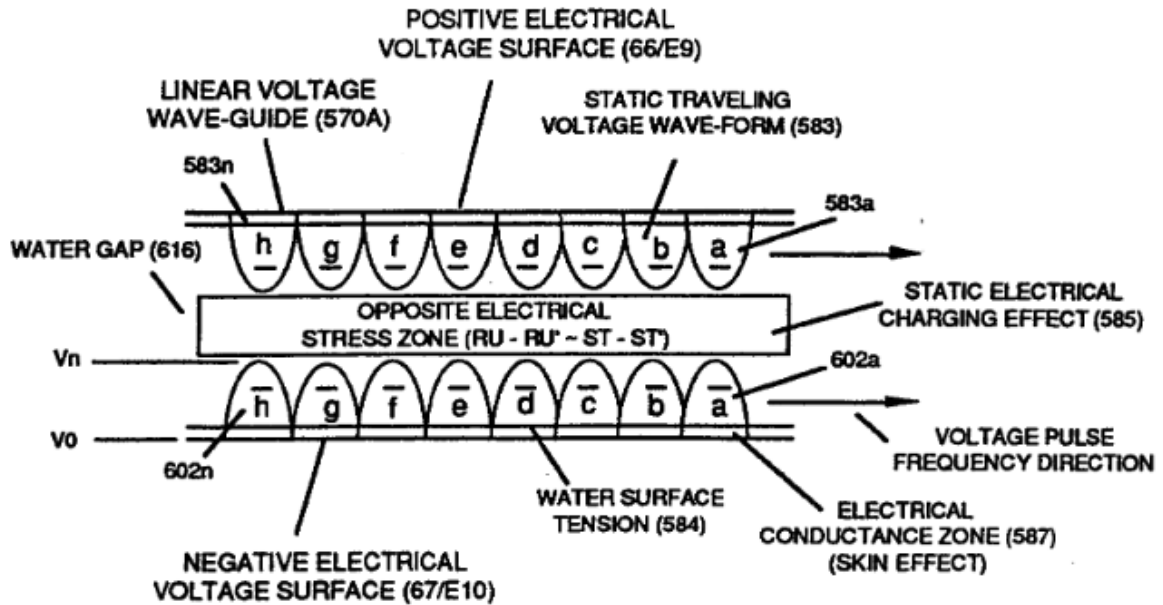 POSITIVE ELECTRICAL
VOLTAGE SURFACE (66/E9)
LINEAR VOLTAGE
WAVE-GUIDE (570A)
STATIC TRAVELING
VOLTAGE WAVE-FORM (583)
583n
583a
WATER GAP (616)
h g f e d c b a
OPPOSITE ELECTRICAL
STRESS ZONE (RU - RU' ~ ST - ST')
STATIC ELECTRICAL
CHARGING EFFECT (585)
Vn
602a
h g f e d c b a
V0
602n
VOLTAGE PULSE
FREQUENCY DIRECTION
WATER SURFACE
TENSION (584)
ELECTRICAL
CONDUCTANCE ZONE (587)
(SKIN EFFECT)
NEGATIVE ELECTRICAL
VOLTAGE SURFACE (67/E10)